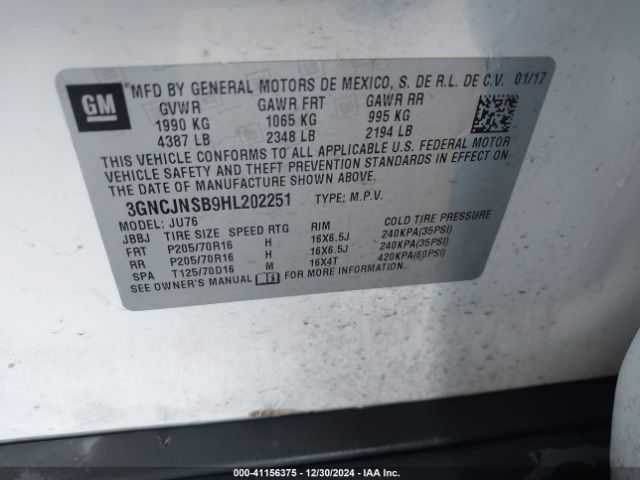 GM
*MFD BY GENERAL MOTORS DE MEXICO, S. DE R.L. DE C.V. 01/17
GVWR GAWR FRT GAWR RR
1990 KG 1065 KG 995 KG
4387 LB 2348 LB 2194 LB
THIS VEHICLE CONFORMS TO ALL APPLICABLE U.S. FEDERAL MOTOR
VEHICLE SAFETY AND THEFT PREVENTION STANDARDS IN EFFECT ON
THE DATE OF MANUFACTURE SHOWN ABOVE.
3GNCJNSB9HL202251 TYPE: M.P.V.
MODEL: JU76
JBBJ TIRE SIZE SPEED RTG RIM COLD TIRE PRESSURE
FRT P205/70R16 H 16X6.5J 240KPA(35PSI)
RR P205/70R16 H 16X6.5J 240KPA(35PSI)
SPA T125/70D16 M 16X4T 420KPA(60PSI)
SEE OWNER'S MANUAL FOR MORE INFORMATION.
000-41156375 - 12/30/2024 - IAA Inc.